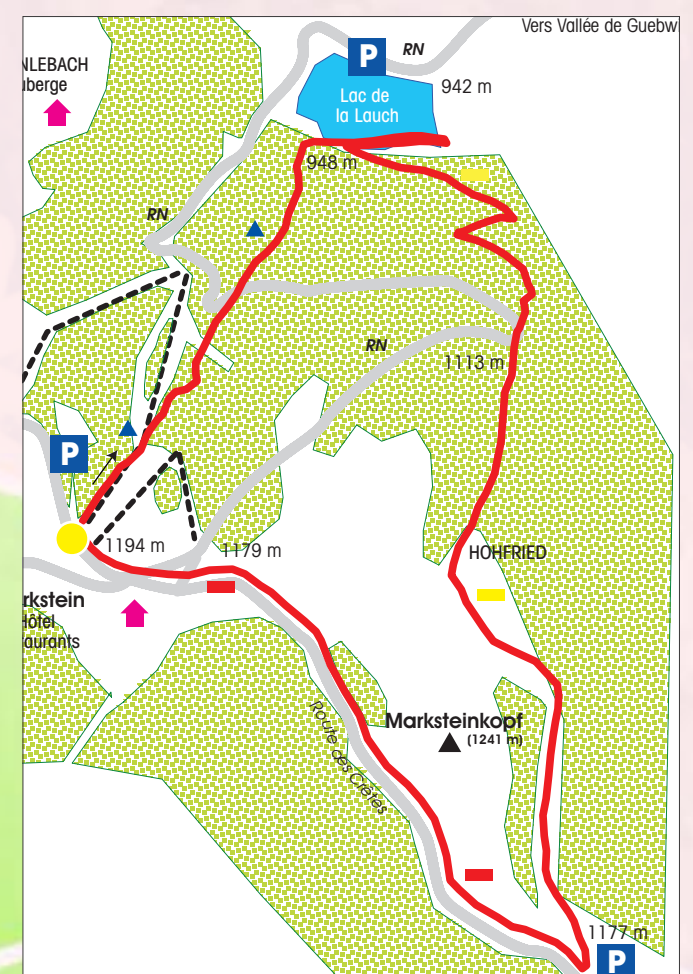 Vers Vallée de Guebw
P
RN
942 m
NLEBACH
uberge
Lac de
la Lauch
948 m
RN
RN
1113 m
P
1194 m
1179 m
HOHFRIED
rkstein
Hôtel
aurants
Route des Crêtes
Marksteinkopf
(1241 m)
1177 m
P